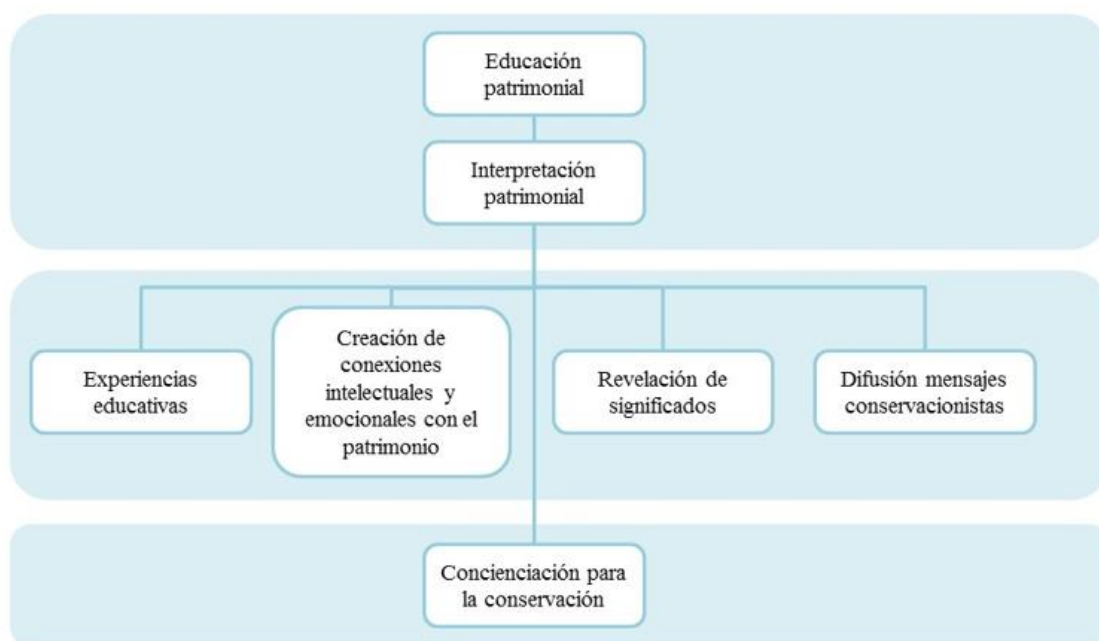 Educación
patrimonial
Interpretación
patrimonial
Experiencias
educativas
Creación de
conexiones
intelectuales y
emocionales con el
patrimonio
Revelación de
significados
Difusión mensajes
conservacionistas
Concienciación para
la conservación